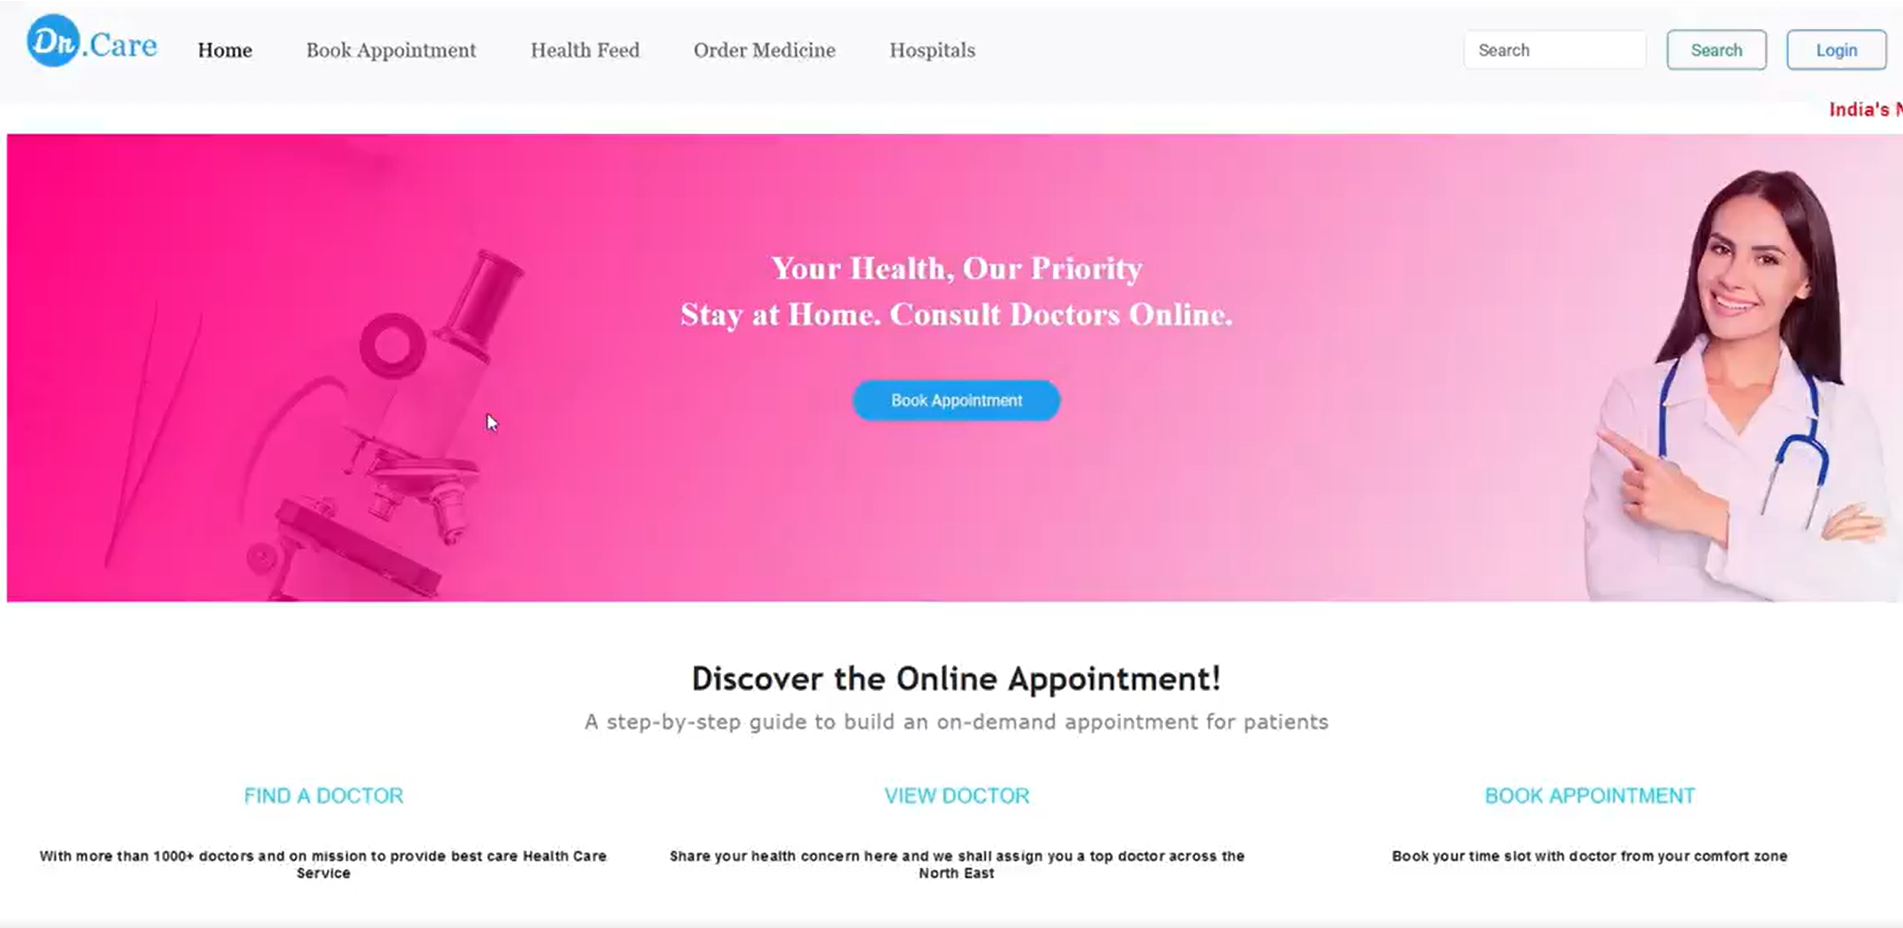 Dr.Care
Home
Book Appointment
Health Feed
Order Medicine
Hospitals
Search
Search
Login
India's
Your Health, Our Priority
Stay at Home. Consult Doctors Online.
Book Appointment
Discover the Online Appointment!
A step-by-step guide to build an on-demand appointment for patients
FIND A DOCTOR
With more than 1000+ doctors and on mission to provide best care Health Care
Service
VIEW DOCTOR
Share your health concern here and we shall assign you a top doctor across the
North East
BOOK APPOINTMENT
Book your time slot with doctor from your comfort zone